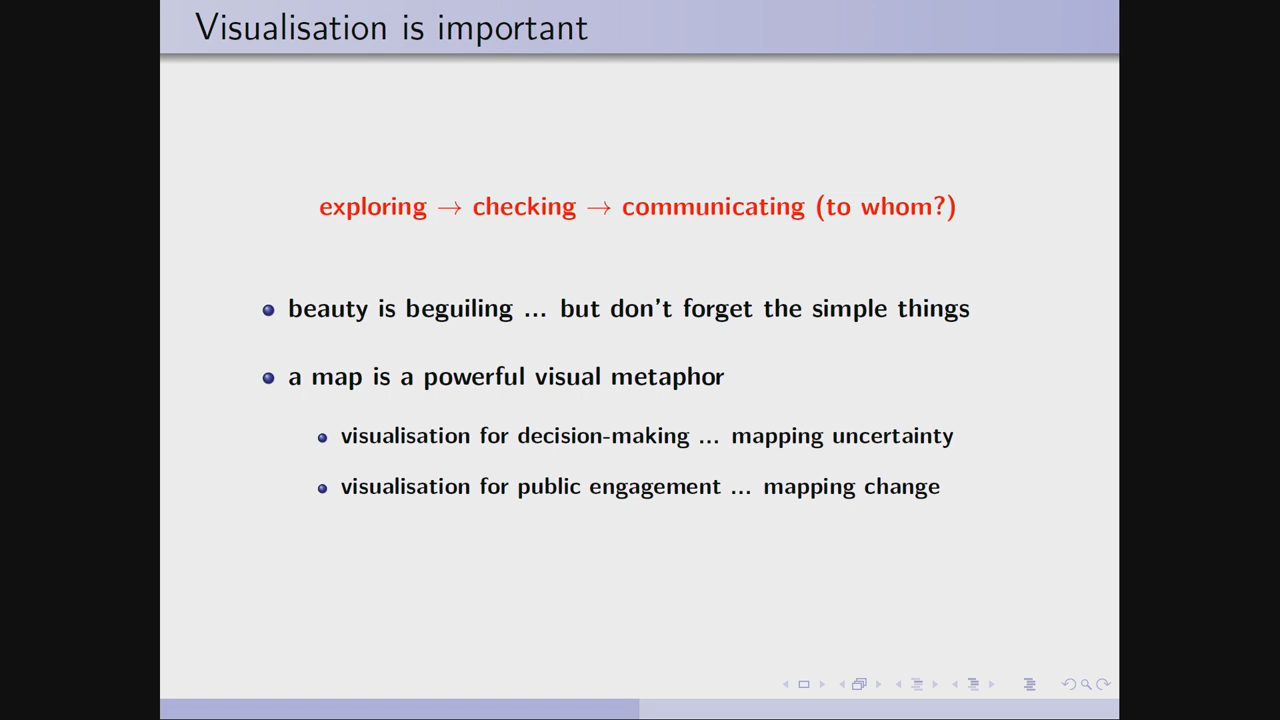 Visualisation is important
exploring → checking → communicating (to whom?)
beauty is beguiling ... but don't forget the simple things
a map is a powerful visual metaphor
visualisation for decision-making ... mapping uncertainty
visualisation for public engagement ... mapping change